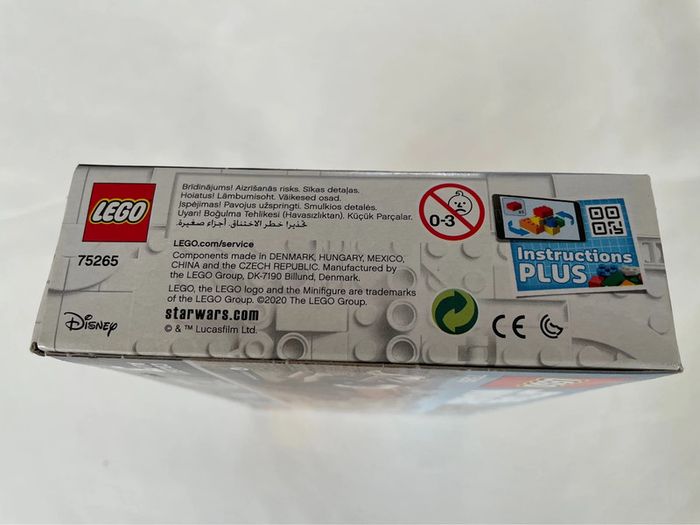 LEGO
75265
Disney
Brīdinājums! Aizrīšanās risks. Sīkas detaļas.
Hoiatus! Lämbumisoht. Väikesed osad.
Įspėjimas! Pavojus užspringti. Smulkios detalės.
Uyarı! Boğulma Tehlikesi (Havasızlıktan). Küçük Parçalar.
تحذير! خطر الاختناق. أجزاء صغيرة.
LEGO.com/service
Components made in DENMARK, HUNGARY, MEXICO,
CHINA and the CZECH REPUBLIC. Manufactured by
the LEGO Group, DK-7190 Billund, Denmark.
LEGO, the LEGO logo and the Minifigure are trademarks
of the LEGO Group. ©2020 The LEGO Group.
starwars.com
© & ™ Lucasfilm Ltd.
0-3
CE
Instructions
PLUS
LEGO